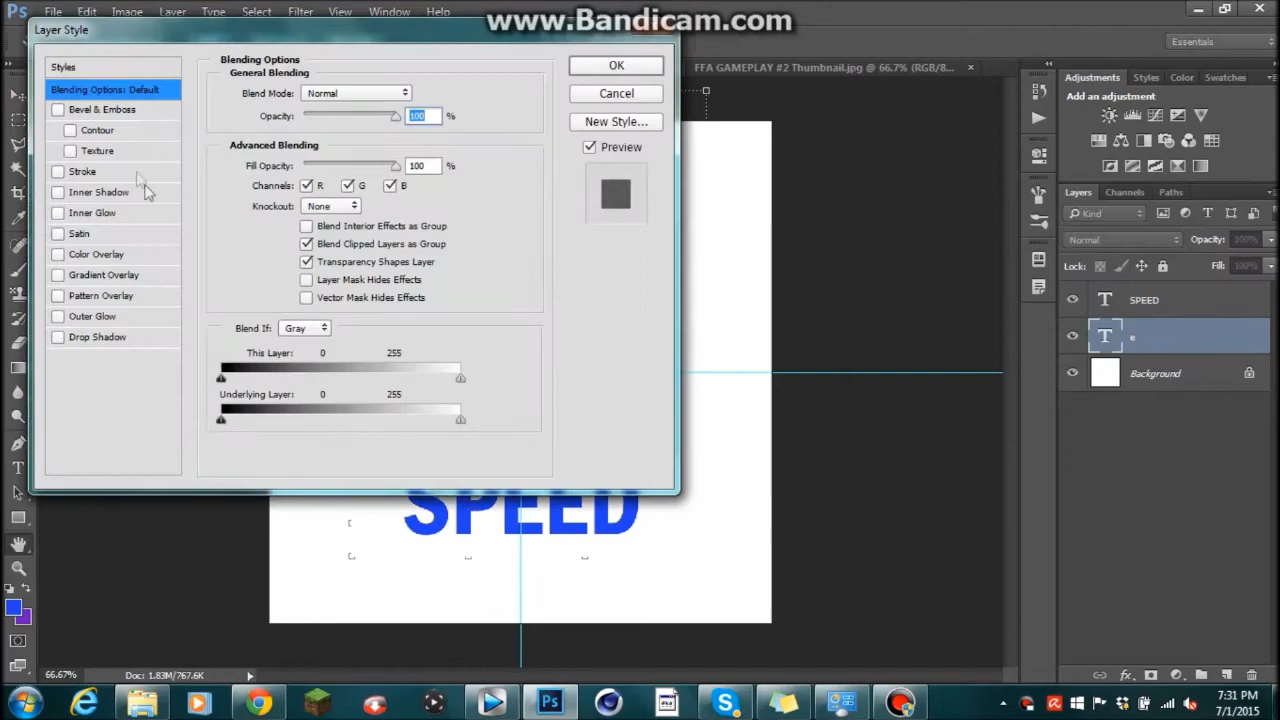 www.Bandicam.com
Ps File Edit Image Layer Type Select Filter View Window Help
Layer Style
Essentials
FFA GAMEPLAY #2 Thumbnail.jpg @ 66.7% (RGB/8...
Styles
Blending Options: Default
Bevel & Emboss
Contour
Texture
Stroke
Inner Shadow
Inner Glow
Satin
Color Overlay
Gradient Overlay
Pattern Overlay
Outer Glow
Drop Shadow
Blending Options
General Blending
Blend Mode: Normal
Opacity: 100 %
Advanced Blending
Fill Opacity: 100 %
Channels: R G B
Knockout: None
Blend Interior Effects as Group
Blend Clipped Layers as Group
Transparency Shapes Layer
Layer Mask Hides Effects
Vector Mask Hides Effects
Blend If: Gray
This Layer: 0 255
Underlying Layer: 0 255
OK
Cancel
New Style...
Preview
Adjustments Styles Color Swatches
Add an adjustment
Layers Channels Paths
Kind
Normal Opacity: 100%
Lock: Fill: 100%
SPEED
e
Background
SPEED
66.67% Doc: 1.83M/767.6K
7:31 PM
7/1/2015